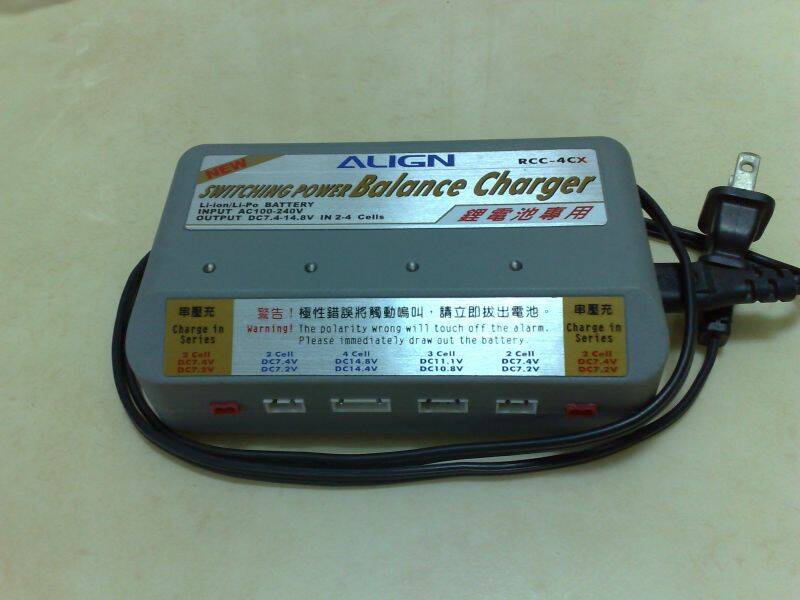 NEW
ALIGN
RCC-4CX
SWITCHING POWER Balance Charger
Li-ion/Li-Po BATTERY
INPUT AC100-240V
OUTPUT DC7.4-14.8V IN 2-4 Cells
鋰電池專用
串壓充
Charge in
Series
2 Cell
DC7.4V
DC7.2V
警告!極性錯誤將觸動鳴叫,請立即拔出電池。
Warning! The polarity wrong will touch off the alarm.
Please immediately draw out the battery.
2 Cell
DC7.4V
DC7.2V
4 Cell
DC14.8V
DC14.4V
3 Cell
DC11.1V
DC10.8V
2 Cell
DC7.4V
DC7.2V
串壓充
Charge in
Series
2 Cell
DC7.4V
DC7.2V